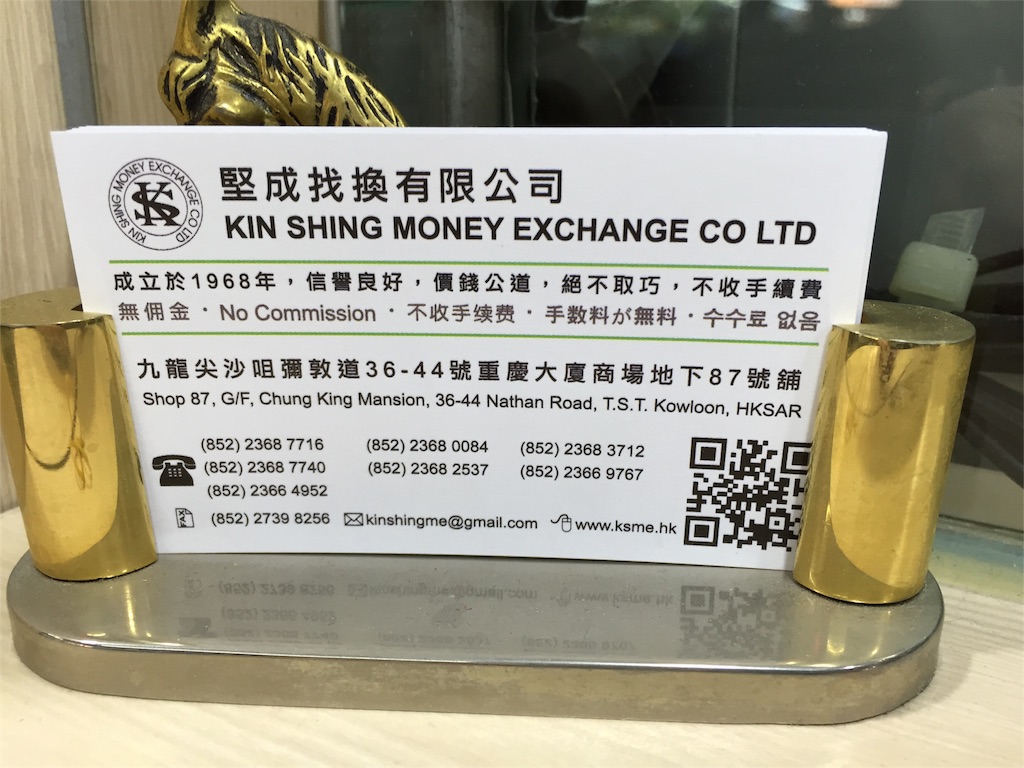 KIN SHING MONEY EXCHANGE CO LTD
KS
堅成找換有限公司
KIN SHING MONEY EXCHANGE CO LTD
成立於1968年，信譽良好，價錢公道，絕不取巧，不收手續費
無佣金·No Commission·不收手续费·手数料が無料·수수료 없음
九龍尖沙咀彌敦道36-44號重慶大廈商場地下87號舖
Shop 87, G/F, Chung King Mansion, 36-44 Nathan Road, T.S.T. Kowloon, HKSAR
(852) 2368 7716 (852) 2368 0084 (852) 2368 3712
(852) 2368 7740 (852) 2368 2537 (852) 2366 9767
(852) 2366 4952
(852) 2739 8256 kinshingme@gmail.com www.ksme.hk